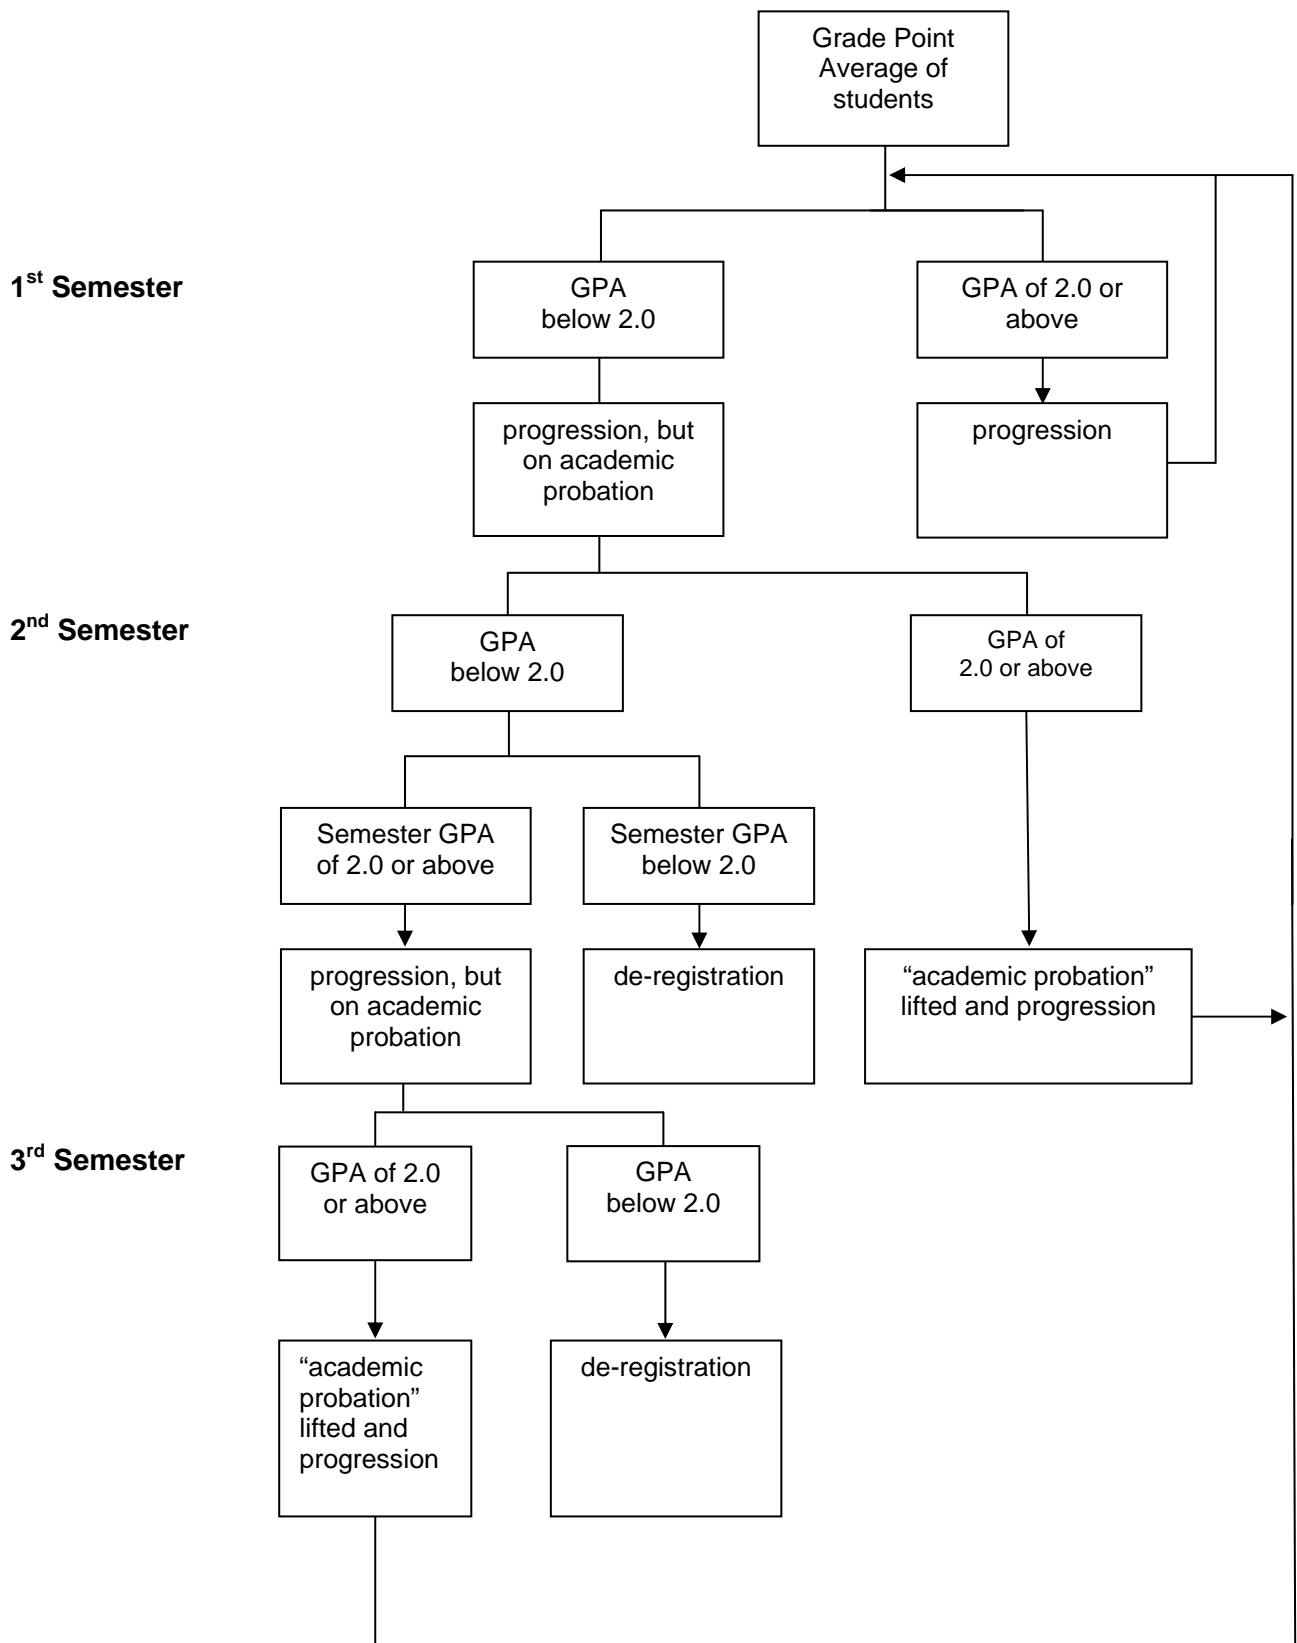 Grade Point
Average of
students
1st Semester
GPA
below 2.0
GPA of 2.0 or
above
progression, but
on academic
probation
progression
2nd Semester
GPA
below 2.0
GPA of
2.0 or above
Semester GPA
of 2.0 or above
Semester GPA
below 2.0
progression, but
on academic
probation
de-registration
“academic probation”
lifted and progression
3rd Semester
GPA of 2.0
or above
GPA
below 2.0
“academic
probation”
lifted and
progression
de-registration